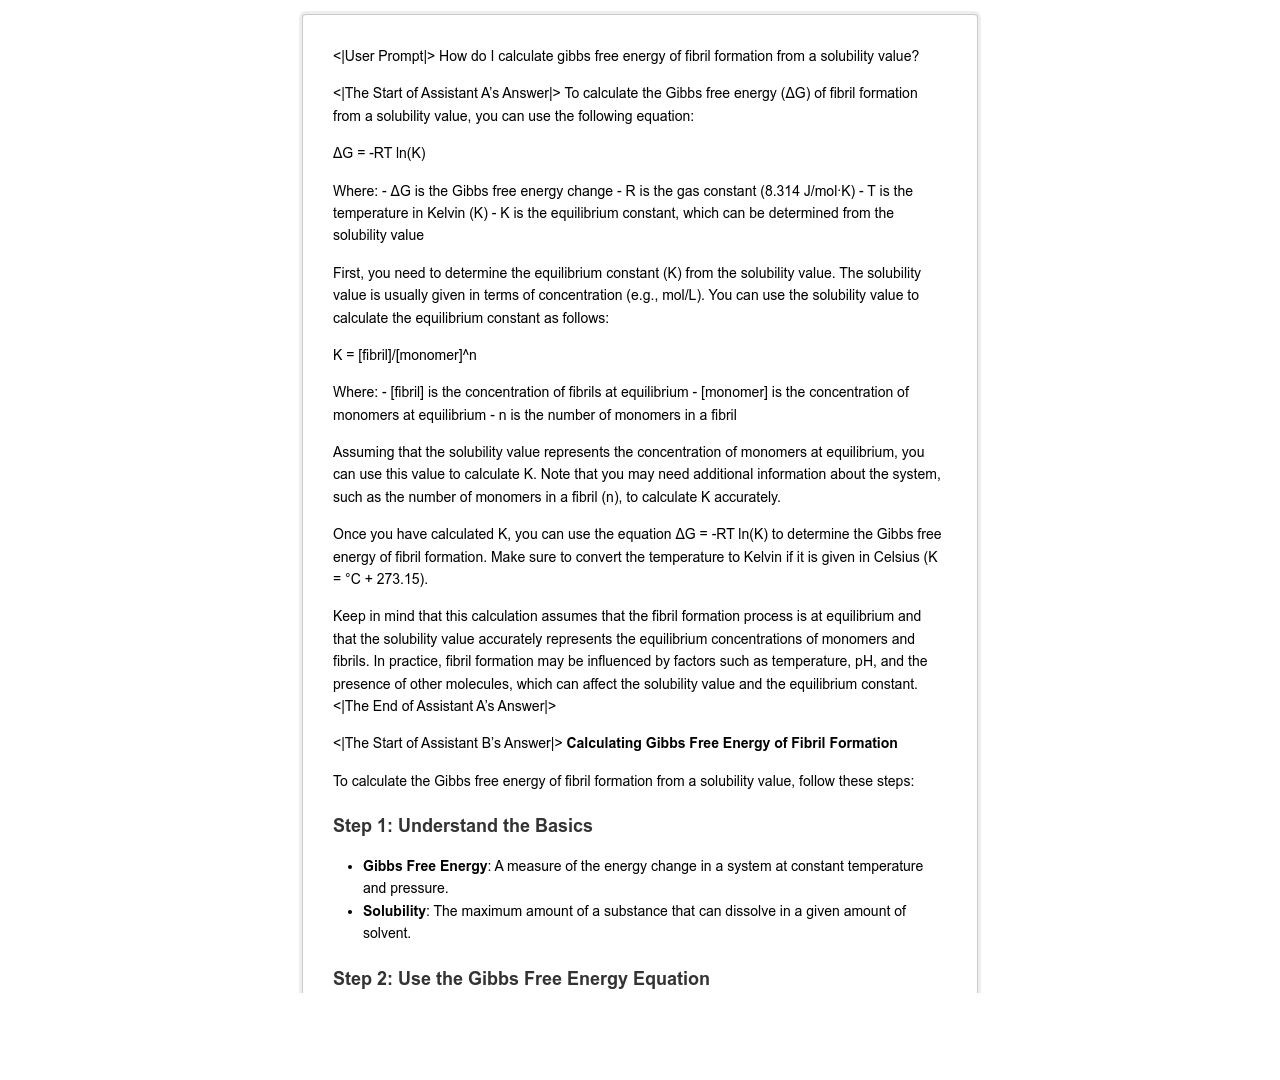 <|User Prompt|> How do I calculate gibbs free energy of fibril formation from a solubility value?
<|The Start of Assistant A’s Answer|> To calculate the Gibbs free energy (ΔG) of fibril formation
from a solubility value, you can use the following equation:
ΔG = -RT ln(K)
Where: - ΔG is the Gibbs free energy change - R is the gas constant (8.314 J/mol·K) - T is the
temperature in Kelvin (K) - K is the equilibrium constant, which can be determined from the
solubility value
First, you need to determine the equilibrium constant (K) from the solubility value. The solubility
value is usually given in terms of concentration (e.g., mol/L). You can use the solubility value to
calculate the equilibrium constant as follows:
K = [fibril]/[monomer]^n
Where: - [fibril] is the concentration of fibrils at equilibrium - [monomer] is the concentration of
monomers at equilibrium - n is the number of monomers in a fibril
Assuming that the solubility value represents the concentration of monomers at equilibrium, you
can use this value to calculate K. Note that you may need additional information about the system,
such as the number of monomers in a fibril (n), to calculate K accurately.
Once you have calculated K, you can use the equation ΔG = -RT ln(K) to determine the Gibbs free
energy of fibril formation. Make sure to convert the temperature to Kelvin if it is given in Celsius (K
= °C + 273.15).
Keep in mind that this calculation assumes that the fibril formation process is at equilibrium and
that the solubility value accurately represents the equilibrium concentrations of monomers and
fibrils. In practice, fibril formation may be influenced by factors such as temperature, pH, and the
presence of other molecules, which can affect the solubility value and the equilibrium constant.
<|The End of Assistant A’s Answer|>
<|The Start of Assistant B’s Answer|> Calculating Gibbs Free Energy of Fibril Formation
To calculate the Gibbs free energy of fibril formation from a solubility value, follow these steps:
Step 1: Understand the Basics
• Gibbs Free Energy: A measure of the energy change in a system at constant temperature
and pressure.
• Solubility: The maximum amount of a substance that can dissolve in a given amount of
solvent.
Step 2: Use the Gibbs Free Energy Equation